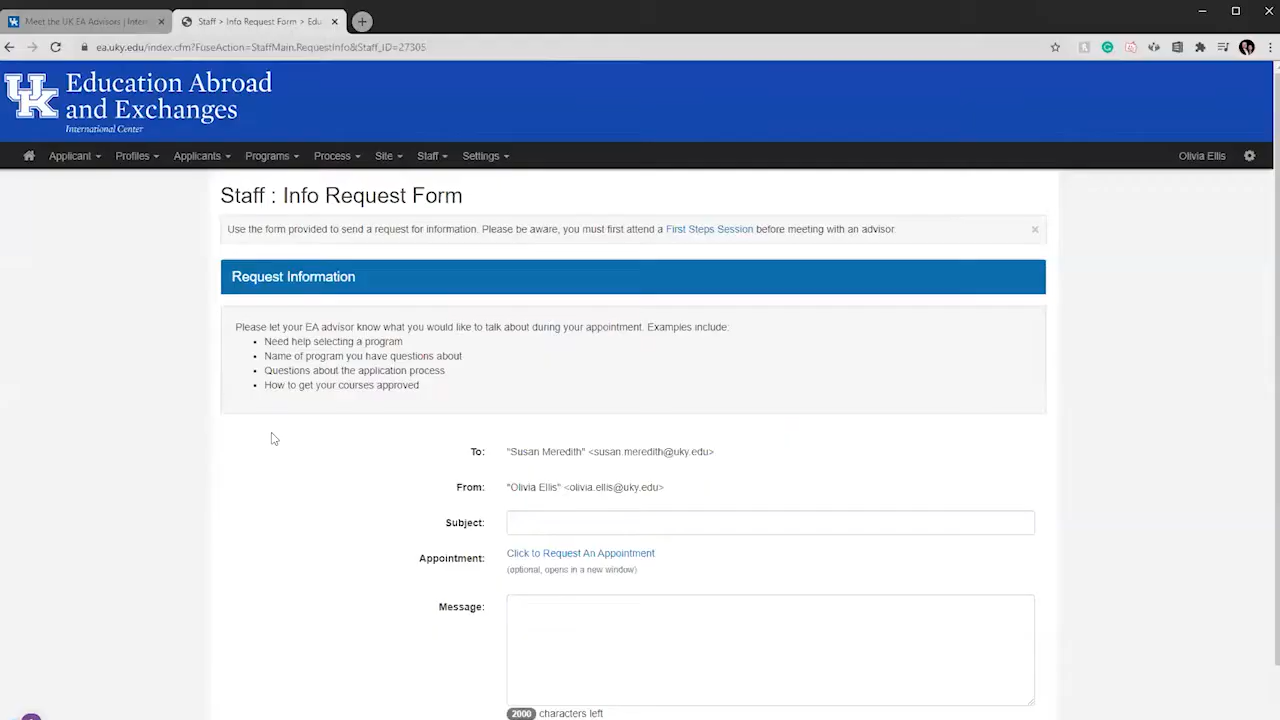 Meet the UK EA Advisors | Intern
Staff > Info Request Form > Edu
ea.uky.edu/index.cfm?FuseAction=StaffMain.RequestInfo&Staff_ID=27305
UK
Education Abroad
and Exchanges
International Center
Applicant Profiles Applicants Programs Process Site Staff Settings Olivia Ellis
Staff : Info Request Form
Use the form provided to send a request for information. Please be aware, you must first attend a First Steps Session before meeting with an advisor. ×
Request Information
Please let your EA advisor know what you would like to talk about during your appointment. Examples include:
• Need help selecting a program
• Name of program you have questions about
• Questions about the application process
• How to get your courses approved
To: "Susan Meredith" <susan.meredith@uky.edu>
From: "Olivia Ellis" <olivia.ellis@uky.edu>
Subject:
Appointment: Click to Request An Appointment
(optional, opens in a new window)
Message:
2000 characters left